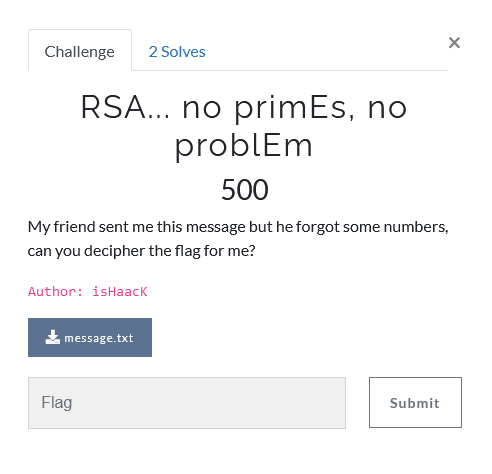 Challenge
2 Solves
×
RSA... no primEs, no
problEm
500
My friend sent me this message but he forgot some numbers,
can you decipher the flag for me?
Author: isHaacK
message.txt
Flag
Submit